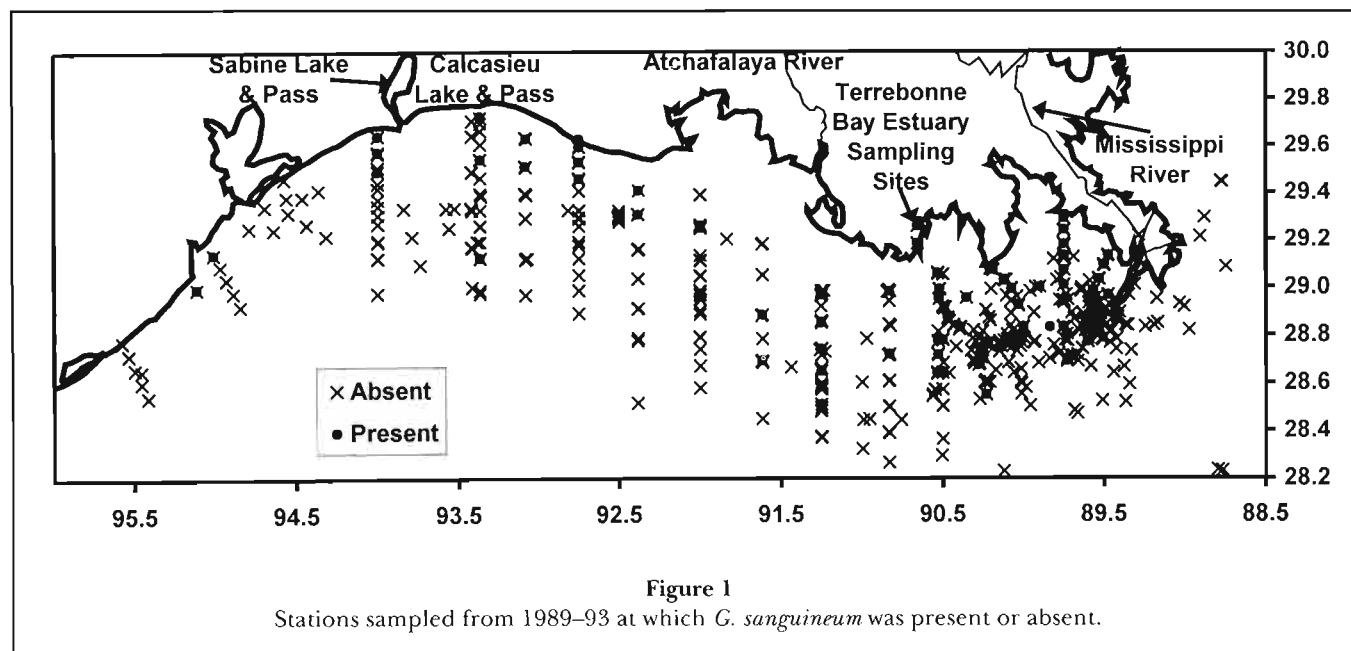 Sabine Lake
& Pass
Calcasieu
Lake & Pass
Atchafalaya River
Terrebonne
Bay Estuary
Sampling
Sites
Mississippi
River
× Absent
• Present
30.0
29.8
29.6
29.4
29.2
29.0
28.8
28.6
28.4
28.2
95.5
94.5
93.5
92.5
91.5
90.5
89.5
88.5
Figure 1
Stations sampled from 1989–93 at which G. sanguineum was present or absent.